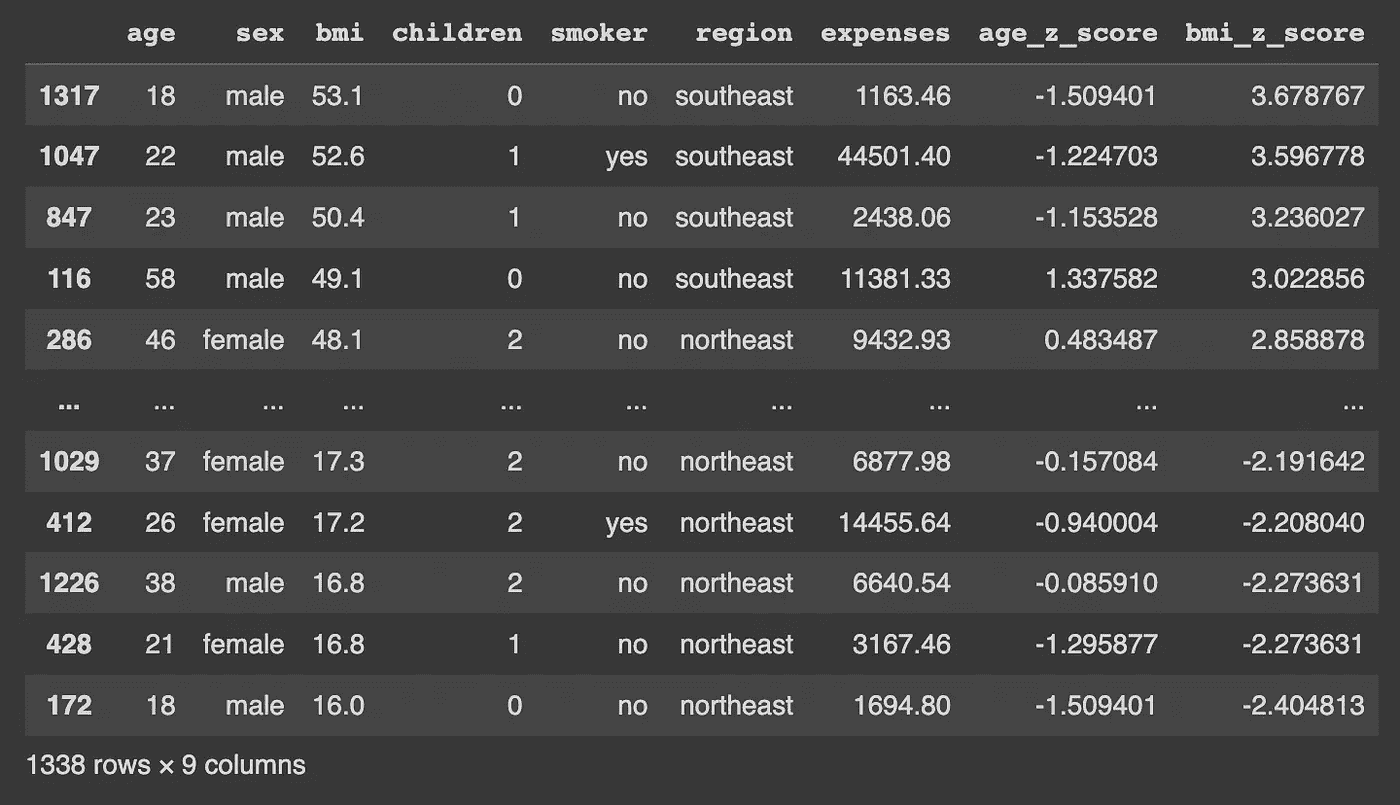 age sex bmi children smoker region expenses age_z_score bmi_z_score
1317 18 male 53.1 0 no southeast 1163.46 -1.509401 3.678767
1047 22 male 52.6 1 yes southeast 44501.40 -1.224703 3.596778
847 23 male 50.4 1 no southeast 2438.06 -1.153528 3.236027
116 58 male 49.1 0 no southeast 11381.33 1.337582 3.022856
286 46 female 48.1 2 no northeast 9432.93 0.483487 2.858878
... ... ... ... ... ... ... ... ... ...
1029 37 female 17.3 2 no northeast 6877.98 -0.157084 -2.191642
412 26 female 17.2 2 yes northeast 14455.64 -0.940004 -2.208040
1226 38 male 16.8 2 no northeast 6640.54 -0.085910 -2.273631
428 21 female 16.8 1 no northeast 3167.46 -1.295877 -2.273631
172 18 male 16.0 0 no northeast 1694.80 -1.509401 -2.404813
1338 rows × 9 columns